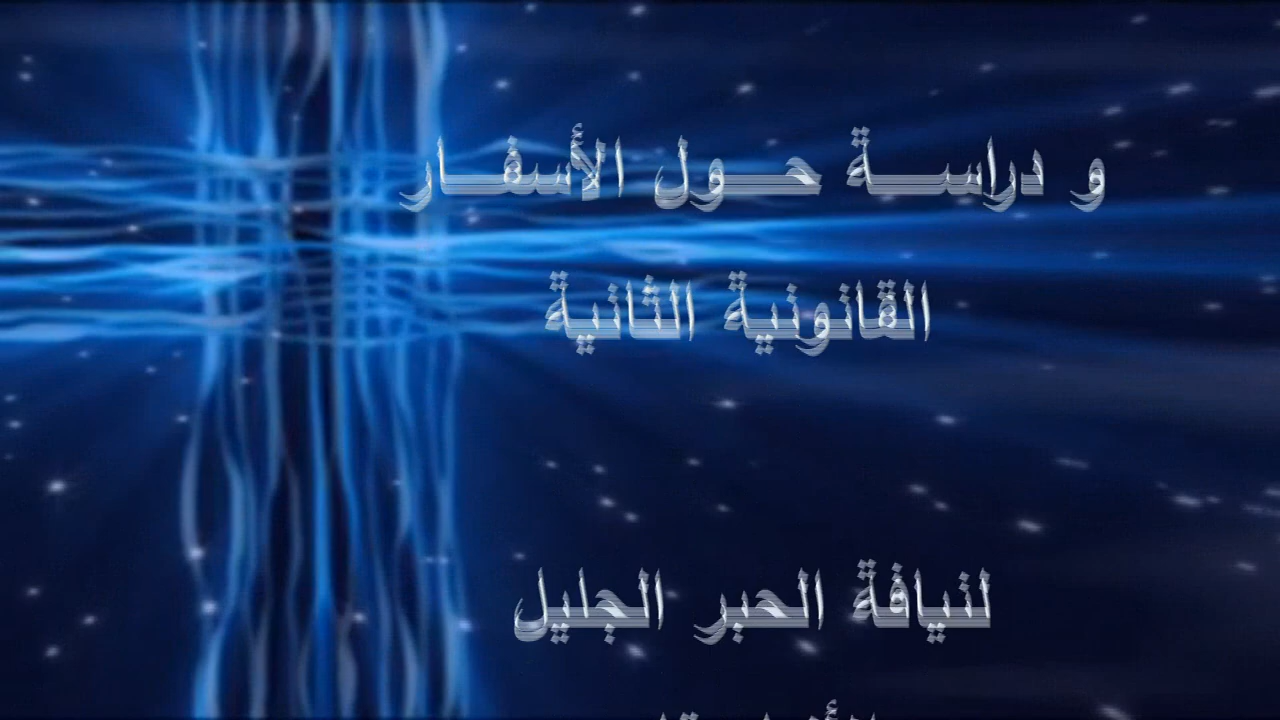 و دراسة حول الأسفار
القانونية الثانية
لنيافة الحبر الجليل